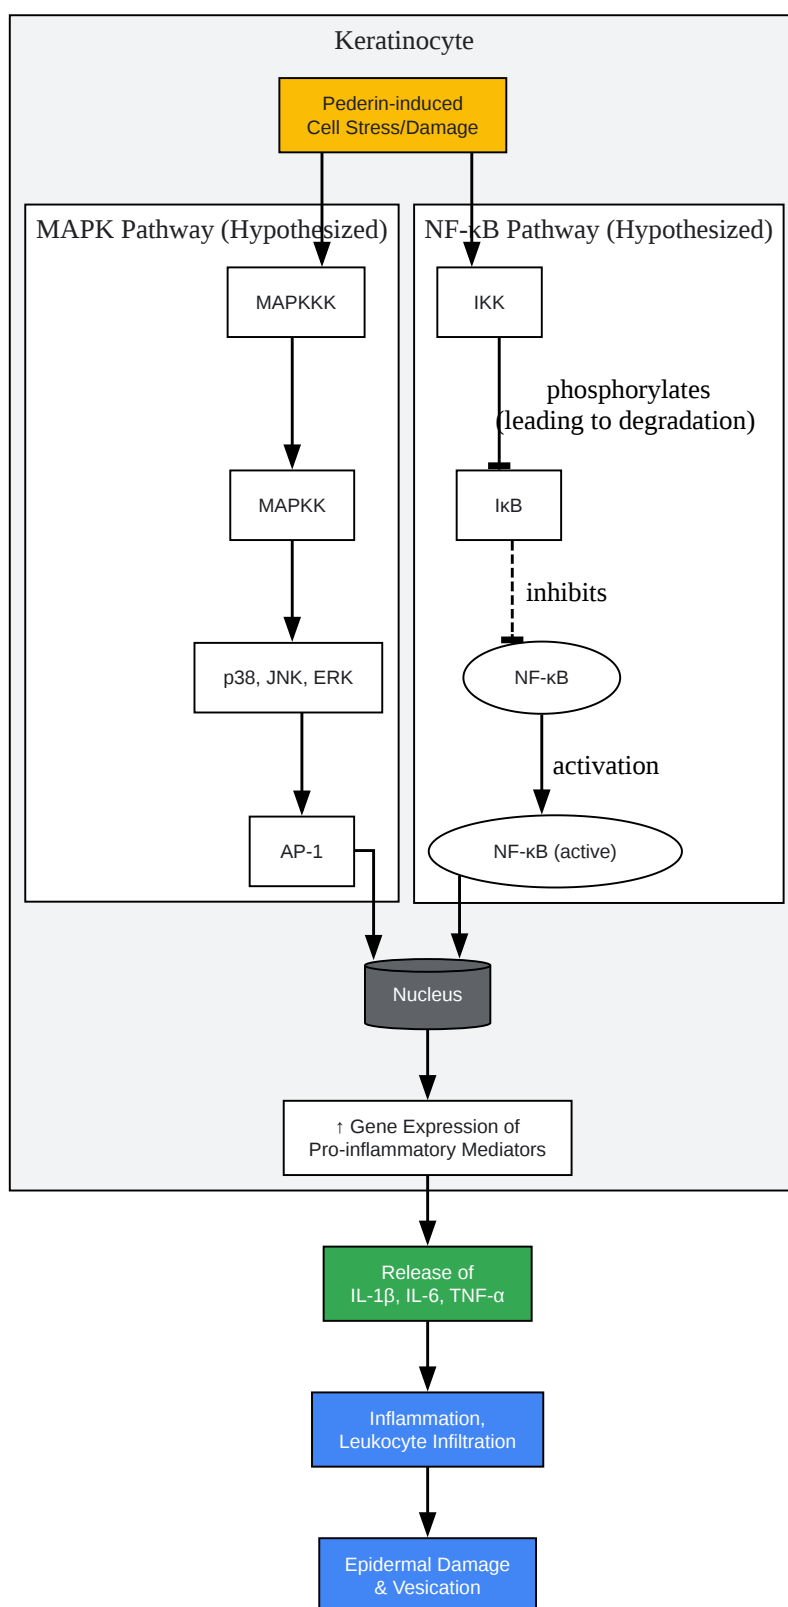 Keratinocyte
Pederin-induced
Cell Stress/Damage
MAPK Pathway (Hypothesized)
MAPKKK
MAPKK
p38, JNK, ERK
AP-1
NF-κB Pathway (Hypothesized)
IKK
phosphorylates
(leading to degradation)
IκB
inhibits
NF-κB
activation
NF-κB (active)
Nucleus
↑ Gene Expression of
Pro-inflammatory Mediators
Release of
IL-1β, IL-6, TNF-α
Inflammation,
Leukocyte Infiltration
Epidermal Damage
& Vesication